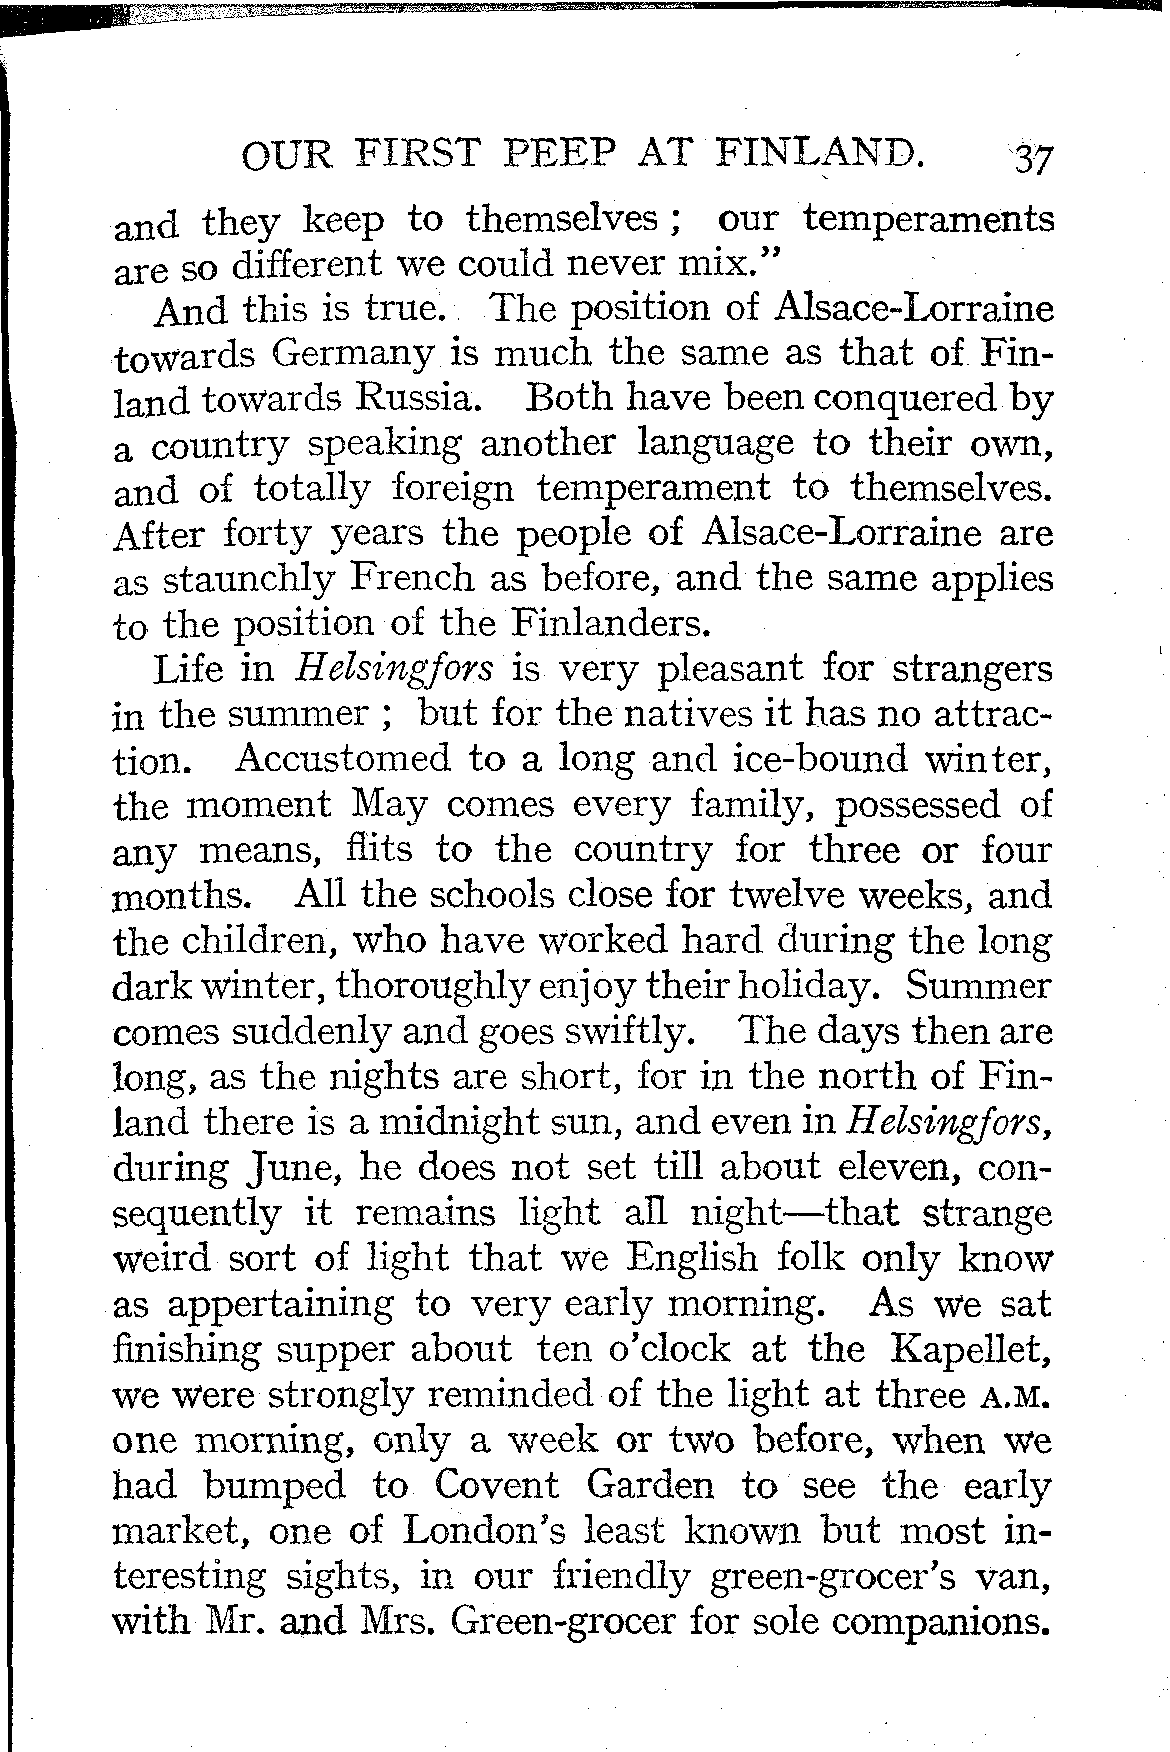 OUR FIRST PEEP AT FINLAND. 37
and they keep to themselves ; our temperaments
are so different we could never mix."
And this is true. The position of Alsace-Lorraine
towards Germany is much the same as that of Fin-
land towards Russia. Both have been conquered by
a country speaking another language to their own,
and of totally foreign temperament to themselves.
After forty years the people of Alsace-Lorraine are
as staunchly French as before, and the same applies
to the position of the Finlanders.
Life in Helsingfors is very pleasant for strangers
in the summer ; but for the natives it has no attrac-
tion. Accustomed to a long and ice-bound winter,
the moment May comes every family, possessed of
any means, flits to the country for three or four
months. All the schools close for twelve weeks, and
the children, who have worked hard during the long
dark winter, thoroughly enjoy their holiday. Summer
comes suddenly and goes swiftly. The days then are
long, as the nights are short, for in the north of Fin-
land there is a midnight sun, and even in Helsingfors,
during June, he does not set till about eleven, con-
sequently it remains light all night—that strange
weird sort of light that we English folk only know
as appertaining to very early morning. As we sat
finishing supper about ten o'clock at the Kapellet,
we were strongly reminded of the light at three A.M.
one morning, only a week or two before, when we
had bumped to Covent Garden to see the early
market, one of London's least known but most in-
teresting sights, in our friendly green-grocer's van,
with Mr. and Mrs. Green-grocer for sole companions.